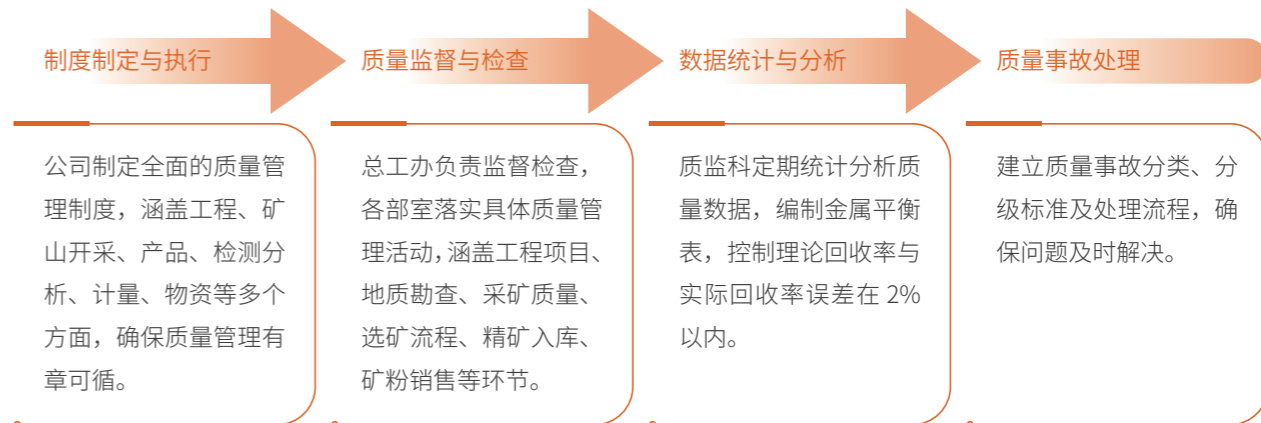 制度制定与执行
公司制定全面的质量管
理制度，涵盖工程、矿
山开采、产品、检测分
析、计量、物资等多个
方面，确保质量管理有
章可循。
质量监督与检查
总工办负责监督检查，
各部室落实具体质量管
理活动，涵盖工程项目、
地质勘查、采矿质量、
选矿流程、精矿入库、
矿粉销售等环节。
数据统计与分析
质监科定期统计分析质
量数据，编制金属平衡
表，控制理论回收率与
实际回收率误差在 2%
以内。
质量事故处理
建立质量事故分类、分
级标准及处理流程，确
保问题及时解决。